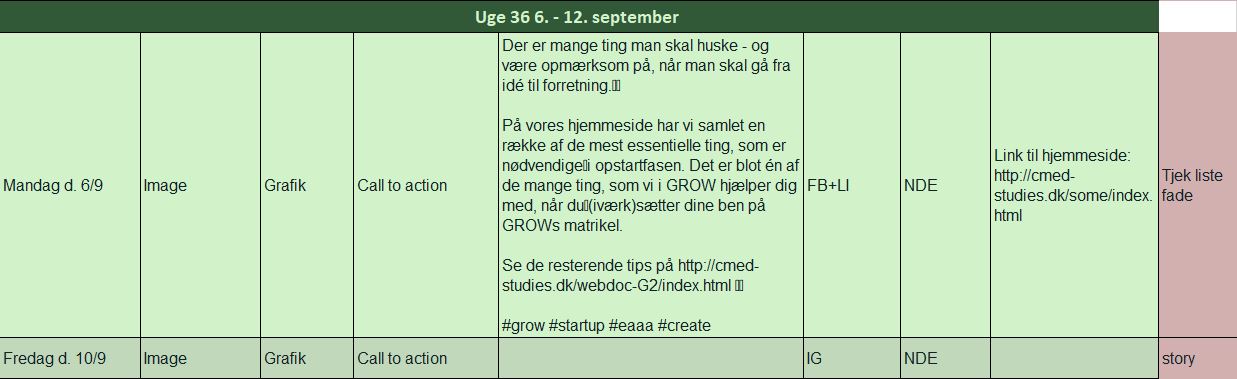 Uge 36 6. - 12. september
Der er mange ting man skal huske - og
være opmærksom på, når man skal gå fra
idé til forretning.
På vores hjemmeside har vi samlet en
række af de mest essentielle ting, som er
nødvendige i opstartfasen. Det er blot én af
de mange ting, som vi i GROW hjælper dig
med, når du (iværk)sætter dine ben på
GROWs matrikel.
Se de resterende tips på http://cmed-
studies.dk/webdoc-G2/index.html
#grow #startup #eaaa #create
Mandag d. 6/9
Image
Grafik
Call to action
FB+LI
NDE
Link til hjemmeside:
http://cmed-
studies.dk/some/index.
html
Tjek liste
fade
Fredag d. 10/9
Image
Grafik
Call to action
IG
NDE
story